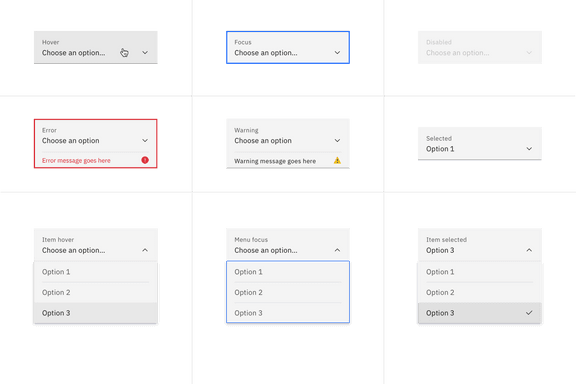 Hover
Choose an option...
Focus
Choose an option...
Disabled
Choose an option...
Error
Choose an option
Error message goes here
Warning
Choose an option
Warning message goes here
Selected
Option 1
Item hover
Choose an option...
Option 1
Option 2
Option 3
Menu focus
Choose an option...
Option 1
Option 2
Option 3
Item selected
Option 3
Option 1
Option 2
Option 3